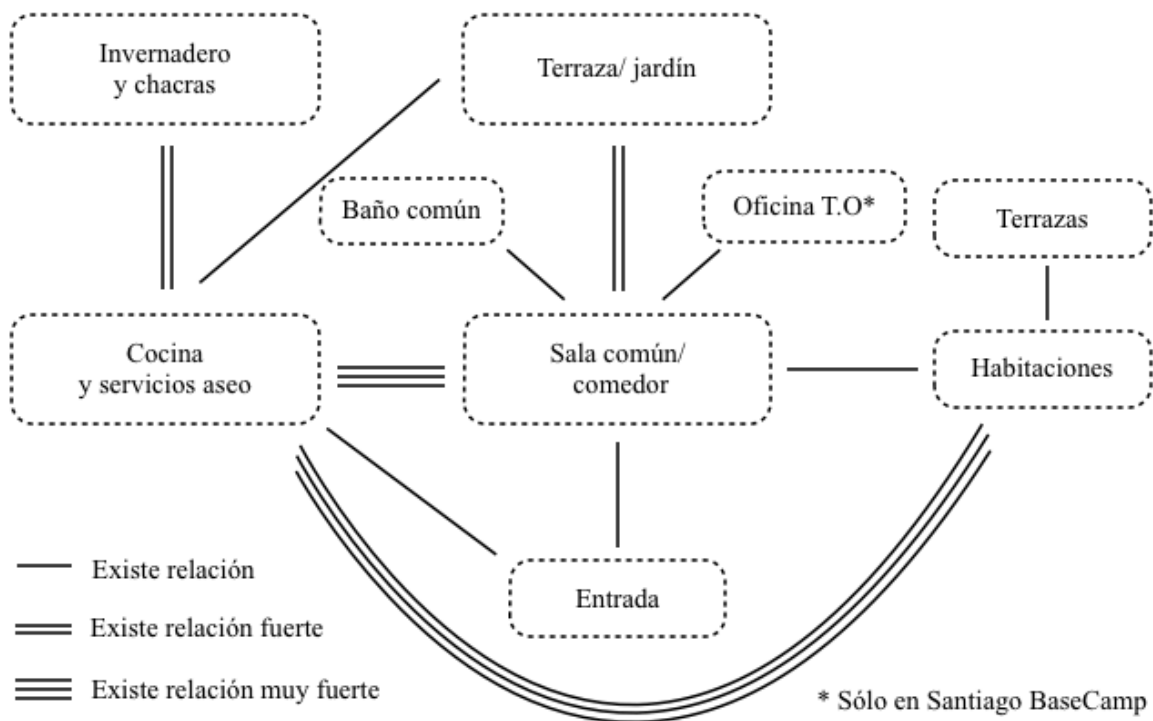 Invernadero
y chacras
Terraza/ jardín
Baño común
Oficina T.O*
Terrazas
Cocina
y servicios aseo
Sala común/
comedor
Habitaciones
Entrada
Existe relación
Existe relación fuerte
Existe relación muy fuerte
* Sólo en Santiago BaseCamp